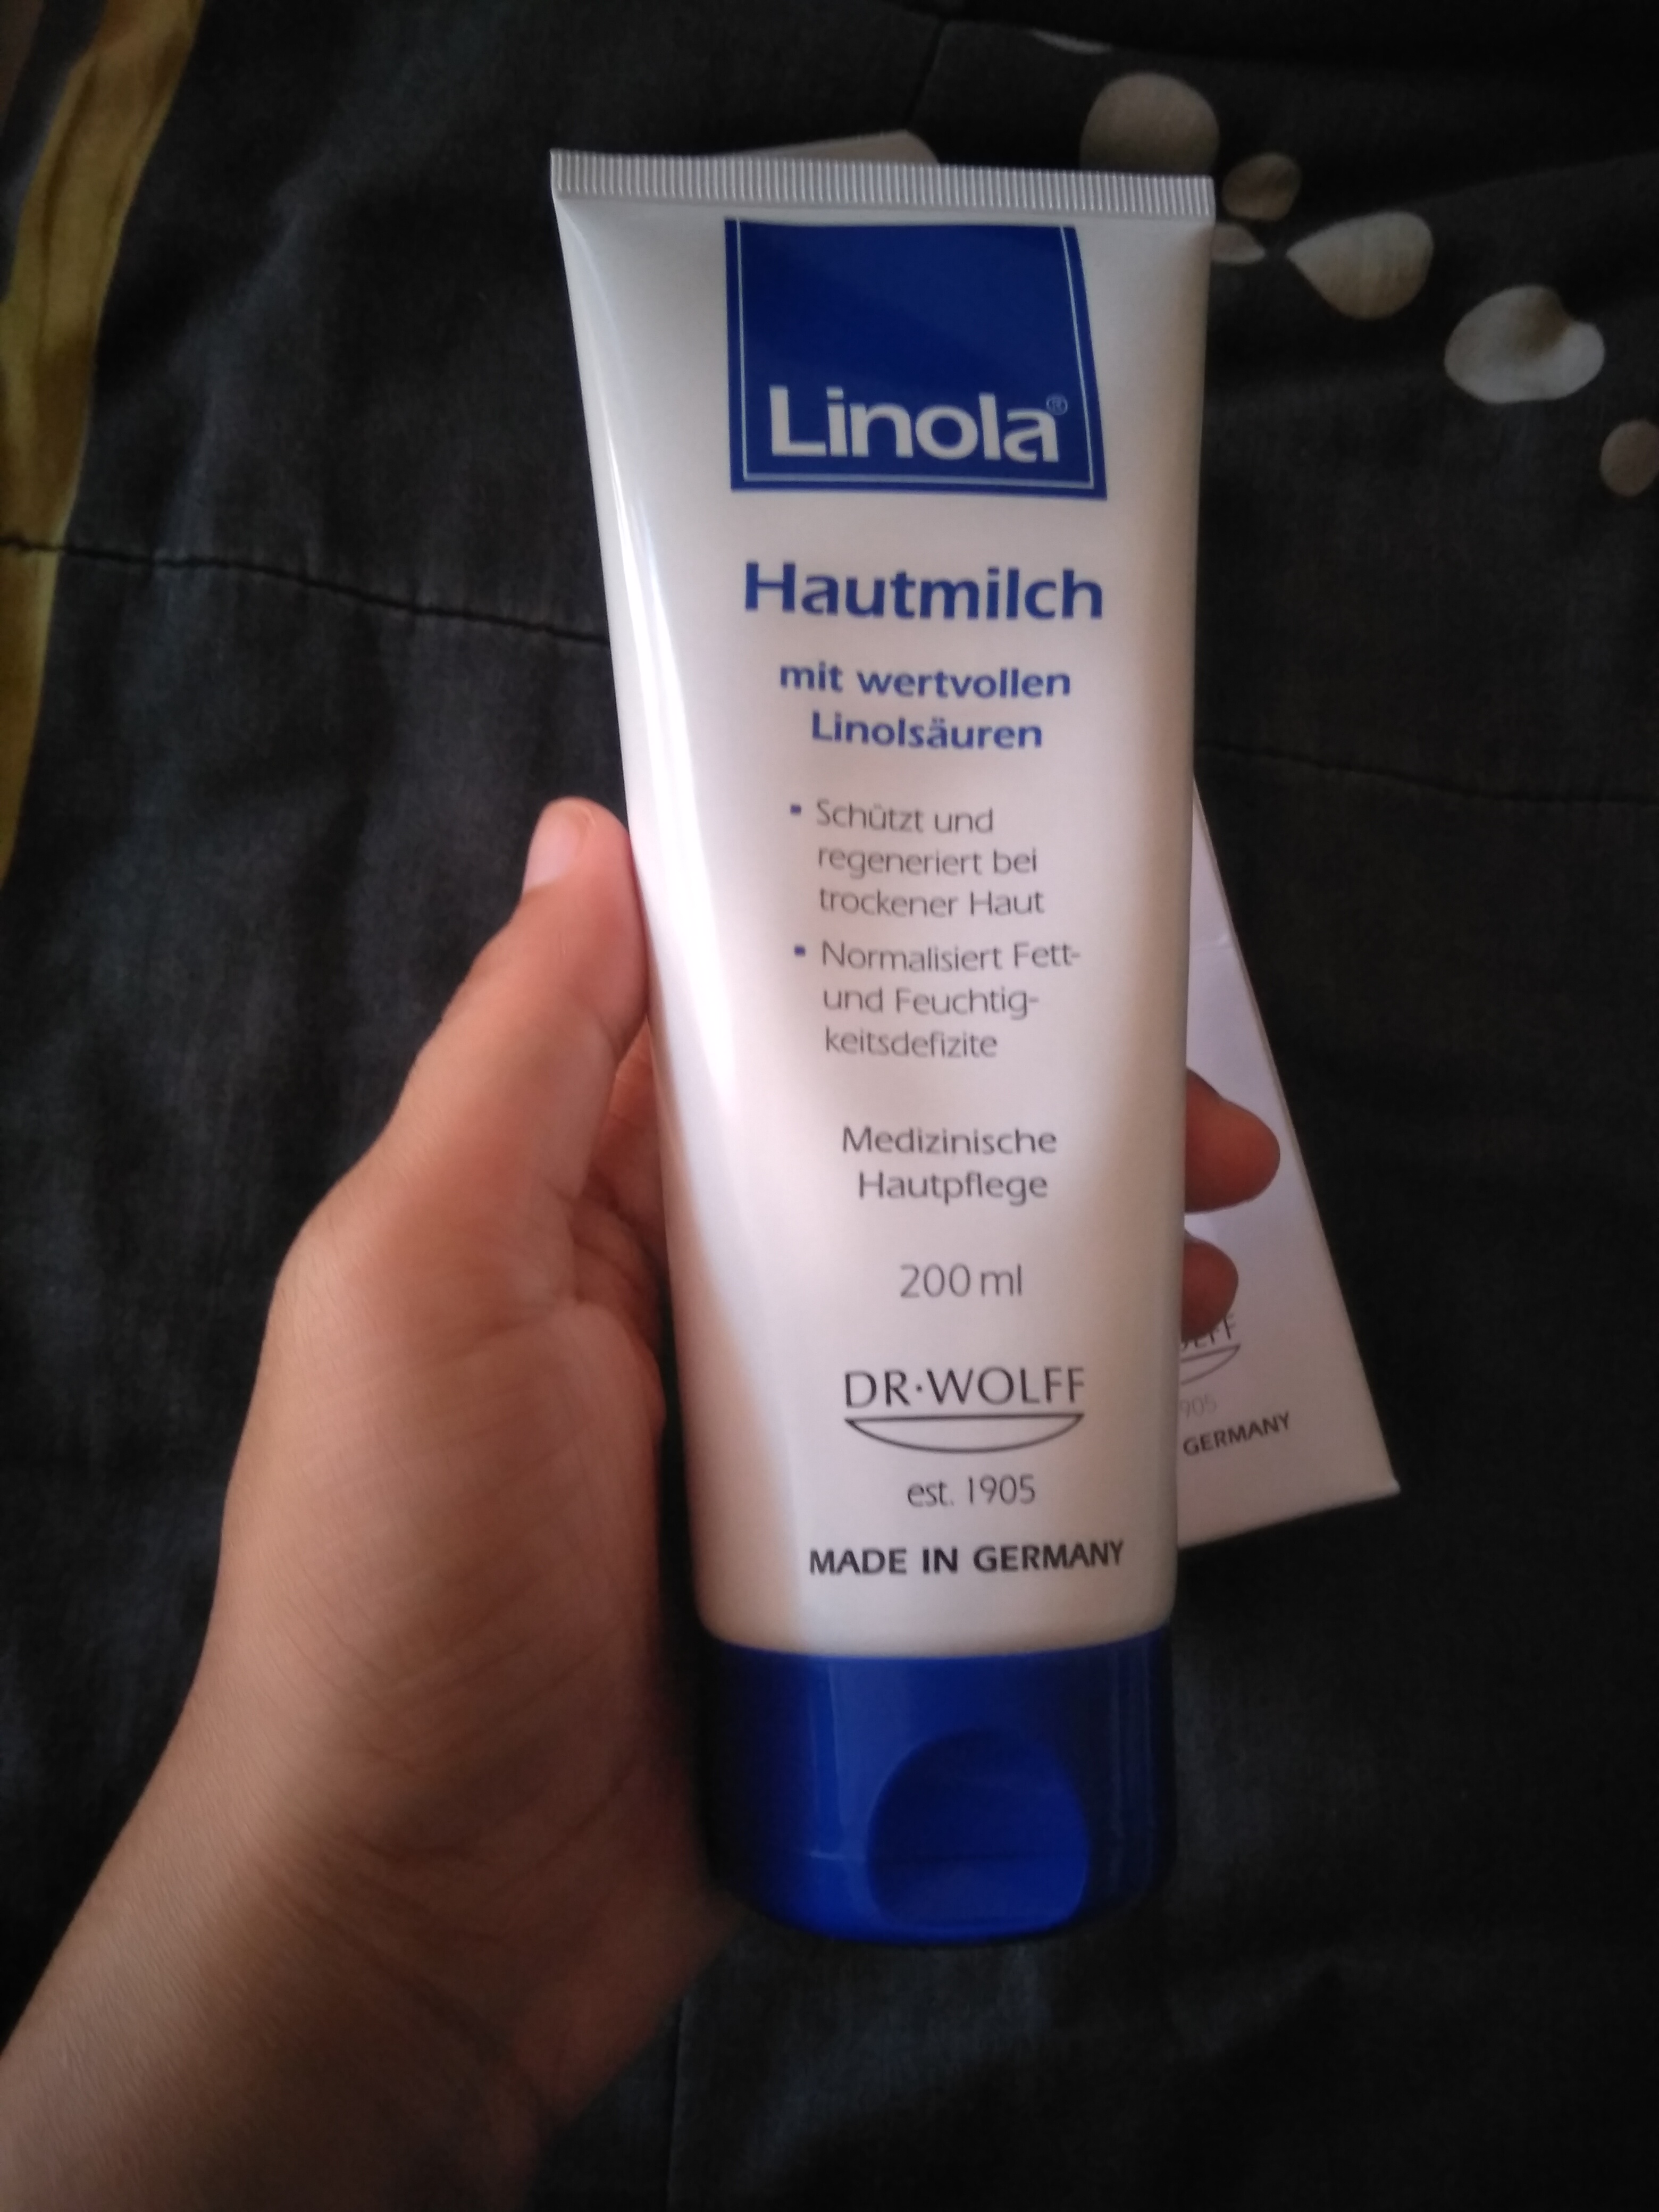 Linola®
Hautmilch
mit wertvollen
Linolsäuren
▪ Schützt und
regeneriert bei
trockener Haut
▪ Normalisiert Fett-
und Feuchtig-
keitsdefizite
Medizinische
Hautpflege
200 ml
DR·WOLFF
est. 1905
MADE IN GERMANY
905
GERMANY